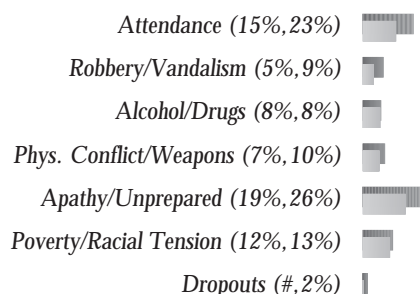 Attendance (15%,23%)
Robbery/Vandalism (5%,9%)
Alcohol/Drugs (8%,8%)
Phys. Conflict/Weapons (7%,10%)
Apathy/Unprepared (19%,26%)
Poverty/Racial Tension (12%,13%)
Dropouts (#,2%)